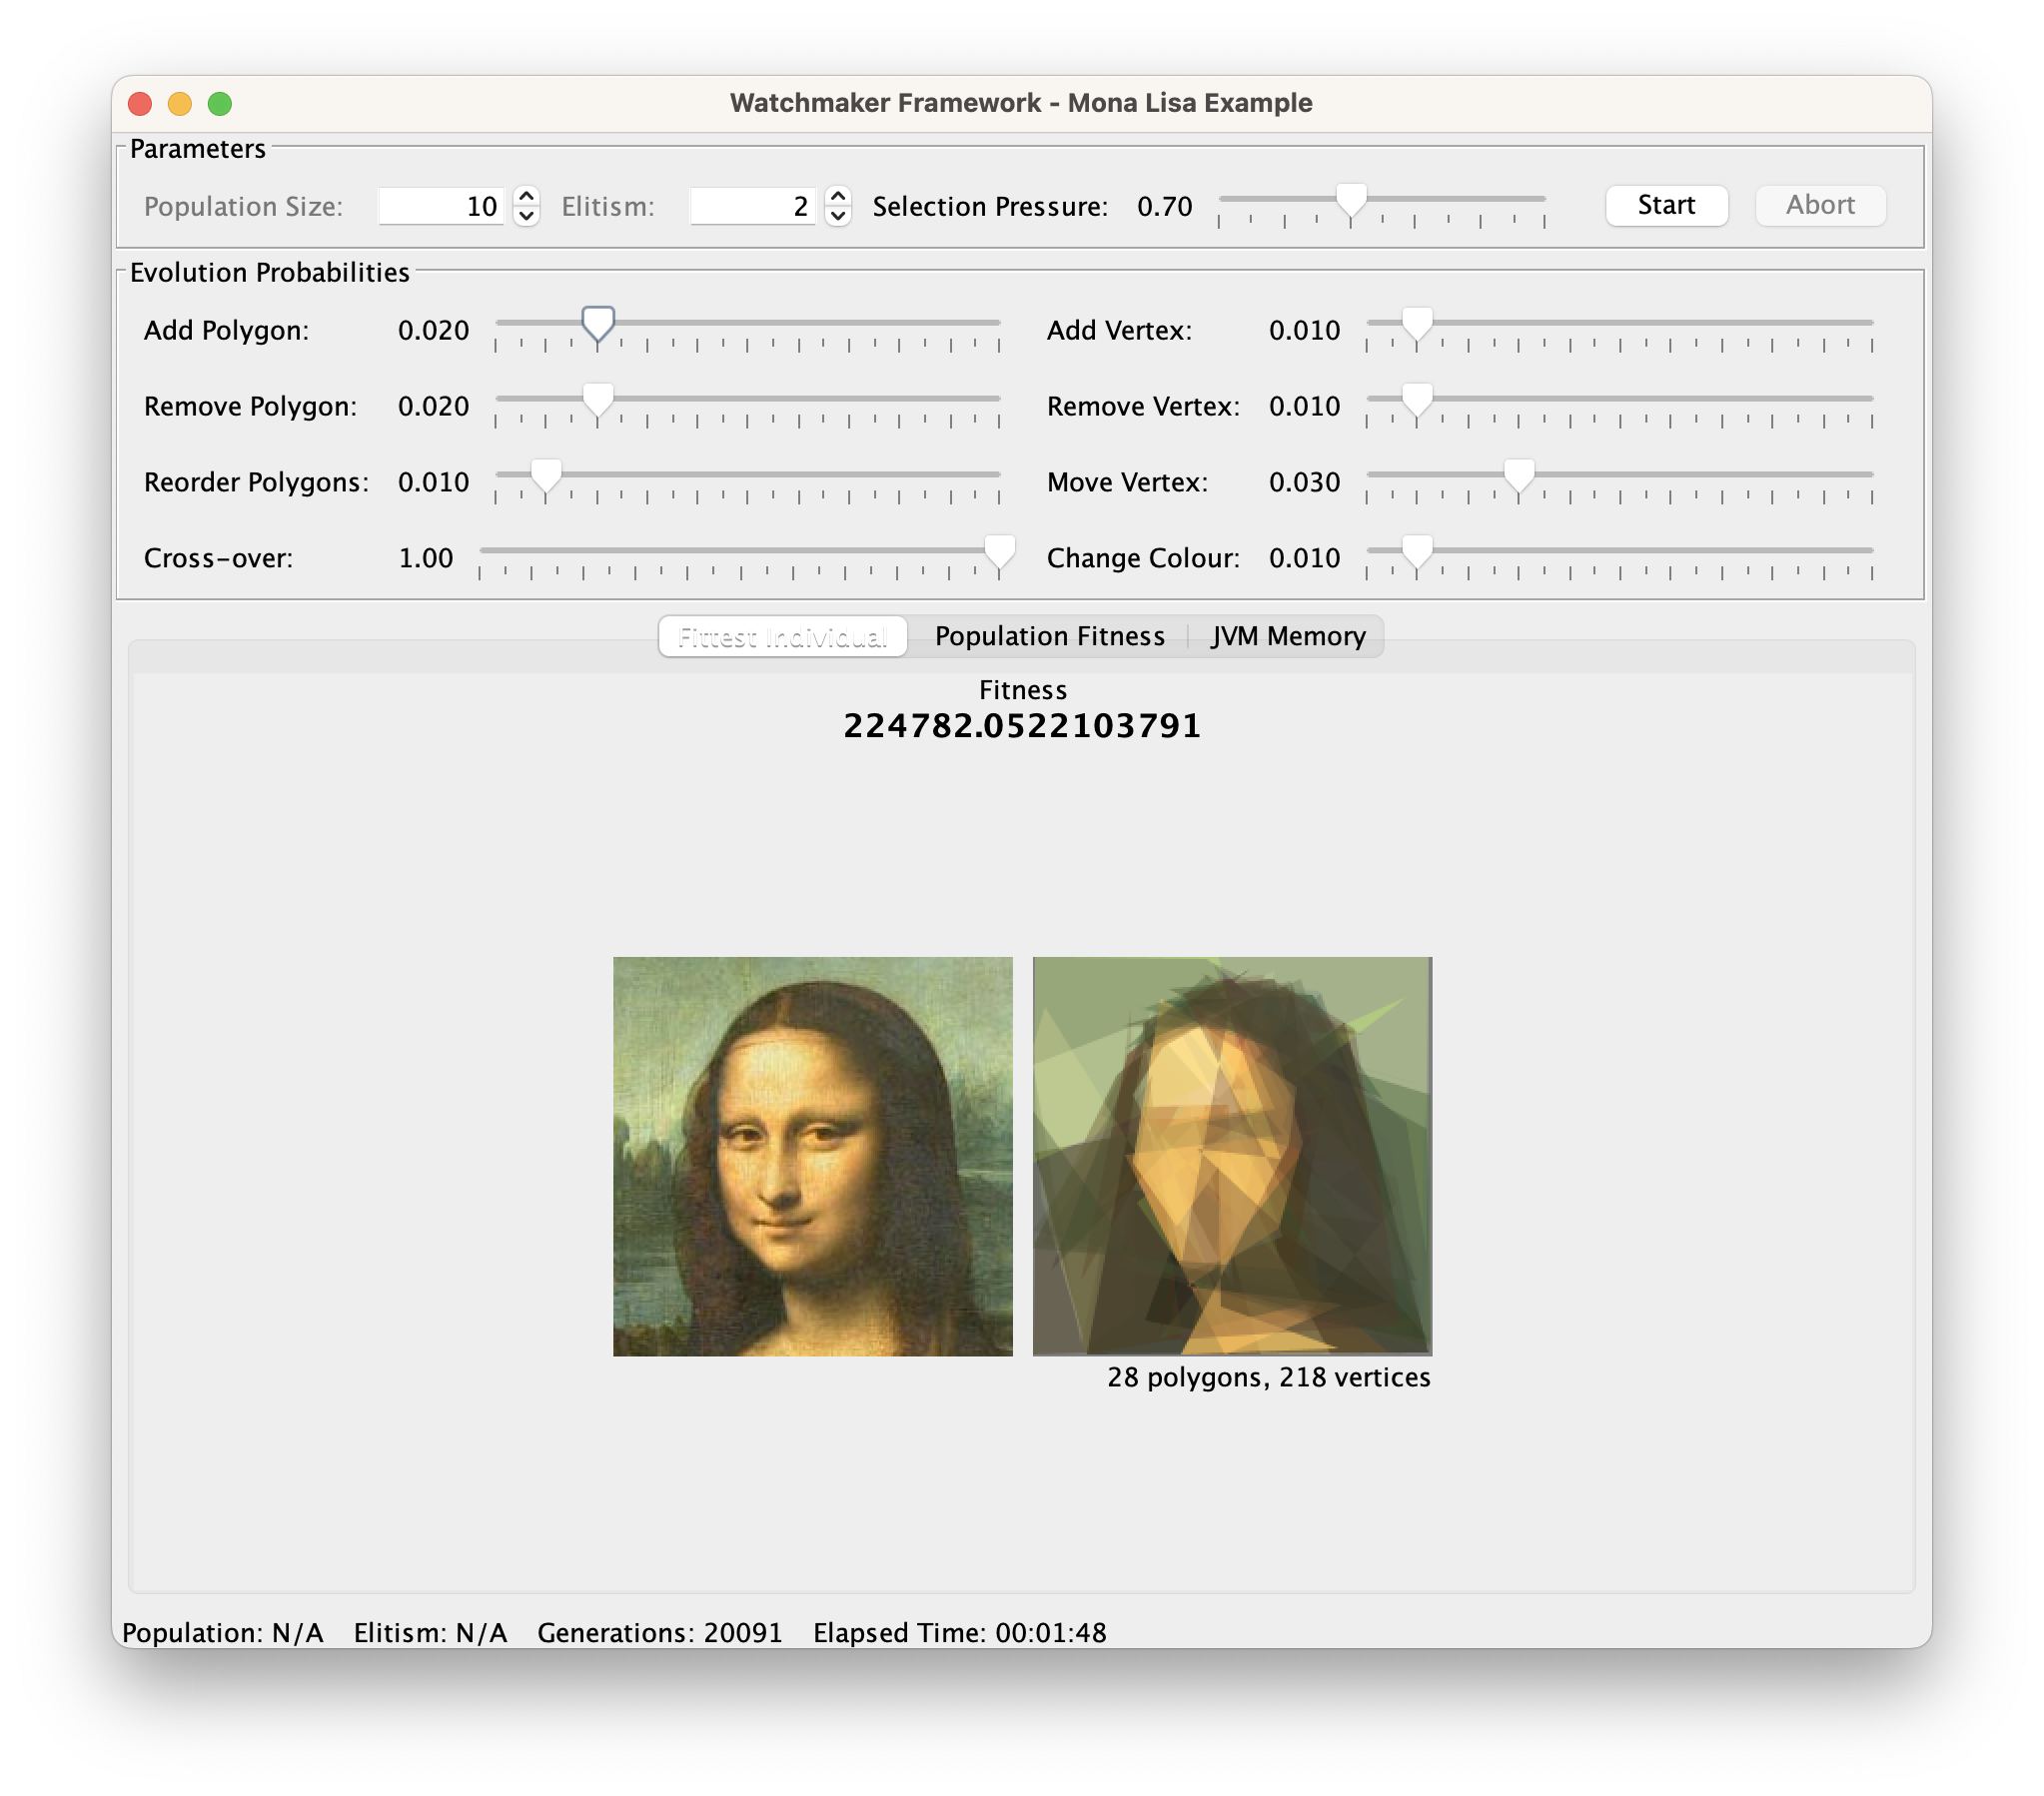 Watchmaker Framework - Mona Lisa Example
Parameters
Population Size: 10 Elitism: 2 Selection Pressure: 0.70 Start Abort
Evolution Probabilities
Add Polygon: 0.020 Add Vertex: 0.010
Remove Polygon: 0.020 Remove Vertex: 0.010
Reorder Polygons: 0.010 Move Vertex: 0.030
Cross-over: 1.00 Change Colour: 0.010
Fittest Individual Population Fitness JVM Memory
Fitness
224782.0522103791
28 polygons, 218 vertices
Population: N/A Elitism: N/A Generations: 20091 Elapsed Time: 00:01:48